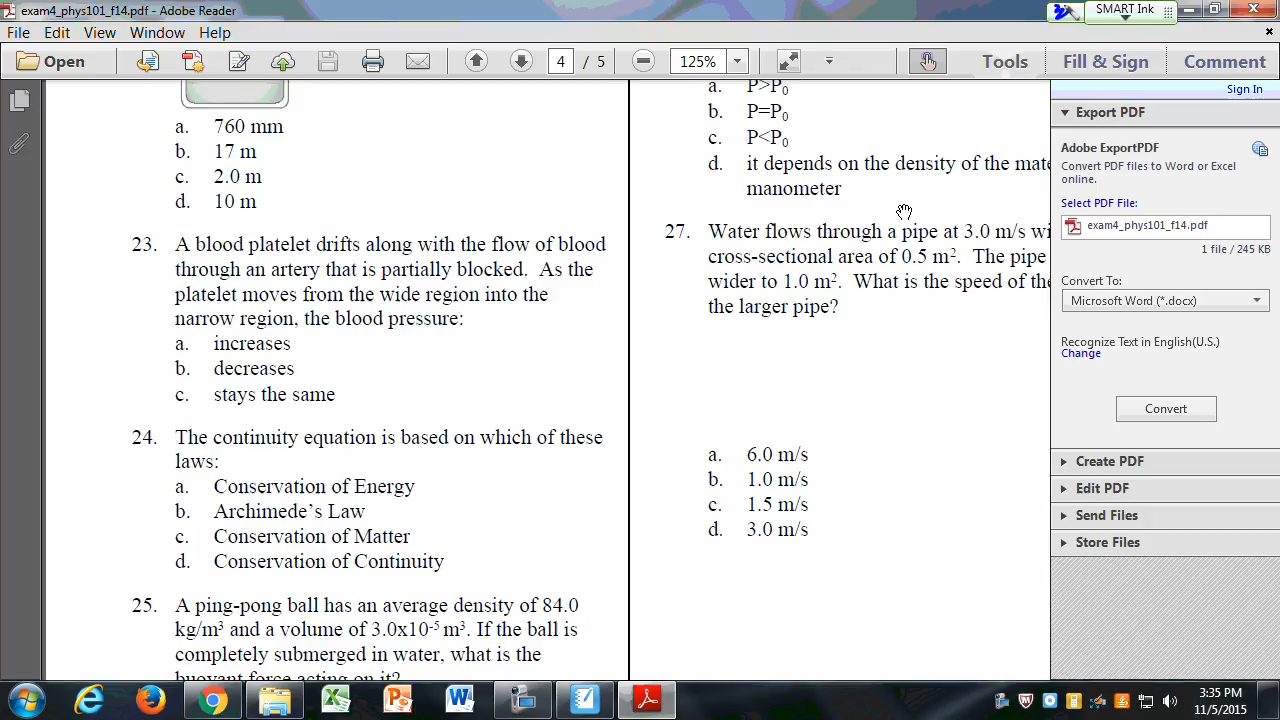 exam4_phys101_f14.pdf - Adobe Reader
SMART Ink
File Edit View Window Help
Open
4 / 5
125%
Tools
Fill & Sign
Comment
a. 760 mm
b. 17 m
c. 2.0 m
d. 10 m
23. A blood platelet drifts along with the flow of blood
through an artery that is partially blocked. As the
platelet moves from the wide region into the
narrow region, the blood pressure:
a. increases
b. decreases
c. stays the same
24. The continuity equation is based on which of these
laws:
a. Conservation of Energy
b. Archimede's Law
c. Conservation of Matter
d. Conservation of Continuity
25. A ping-pong ball has an average density of 84.0
kg/m³ and a volume of 3.0x10⁻⁵ m³. If the ball is
completely submerged in water, what is the
buoyant force acting on it?
a. P>P₀
b. P=P₀
c. P<P₀
d. it depends on the density of the mate
manometer
27. Water flows through a pipe at 3.0 m/s wi
cross-sectional area of 0.5 m². The pipe
wider to 1.0 m². What is the speed of the
the larger pipe?
a. 6.0 m/s
b. 1.0 m/s
c. 1.5 m/s
d. 3.0 m/s
Sign In
Export PDF
Adobe ExportPDF
Convert PDF files to Word or Excel
online.
Select PDF File:
exam4_phys101_f14.pdf
1 file / 245 KB
Convert To:
Microsoft Word (*.docx)
Recognize Text in English(U.S.)
Change
Convert
Create PDF
Edit PDF
Send Files
Store Files
3:35 PM
11/5/2015